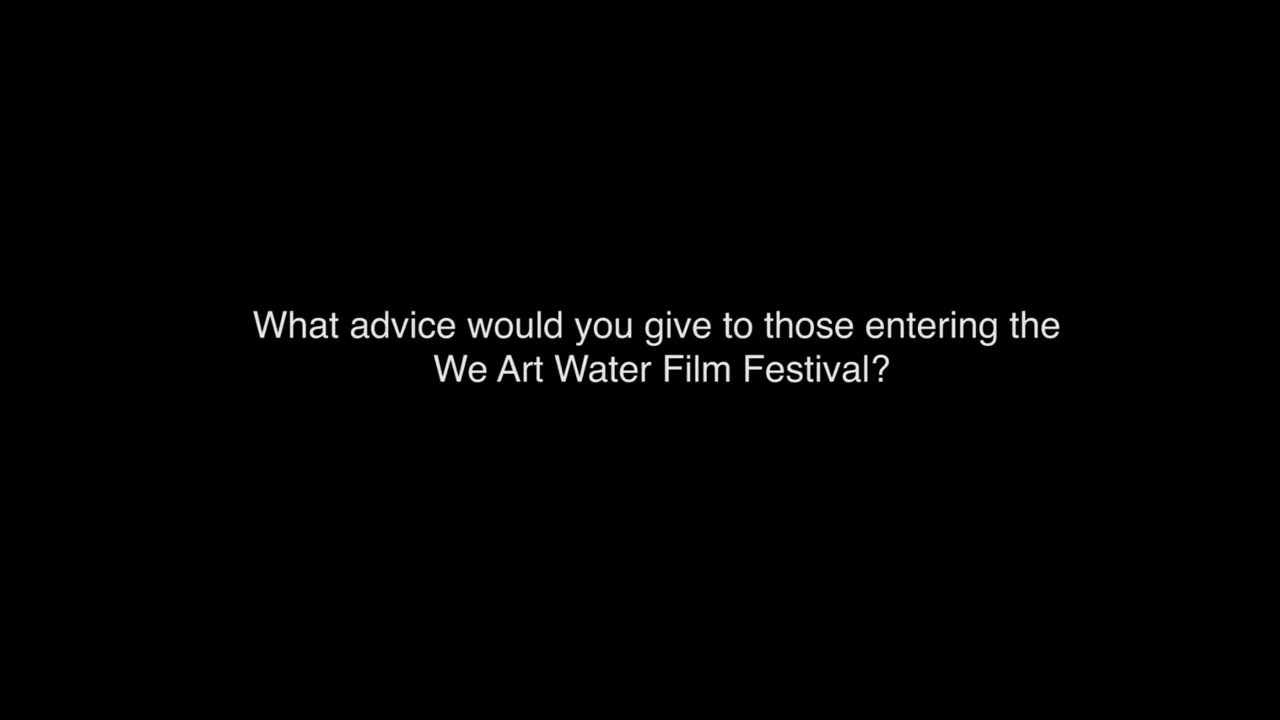 What advice would you give to those entering the
We Art Water Film Festival?